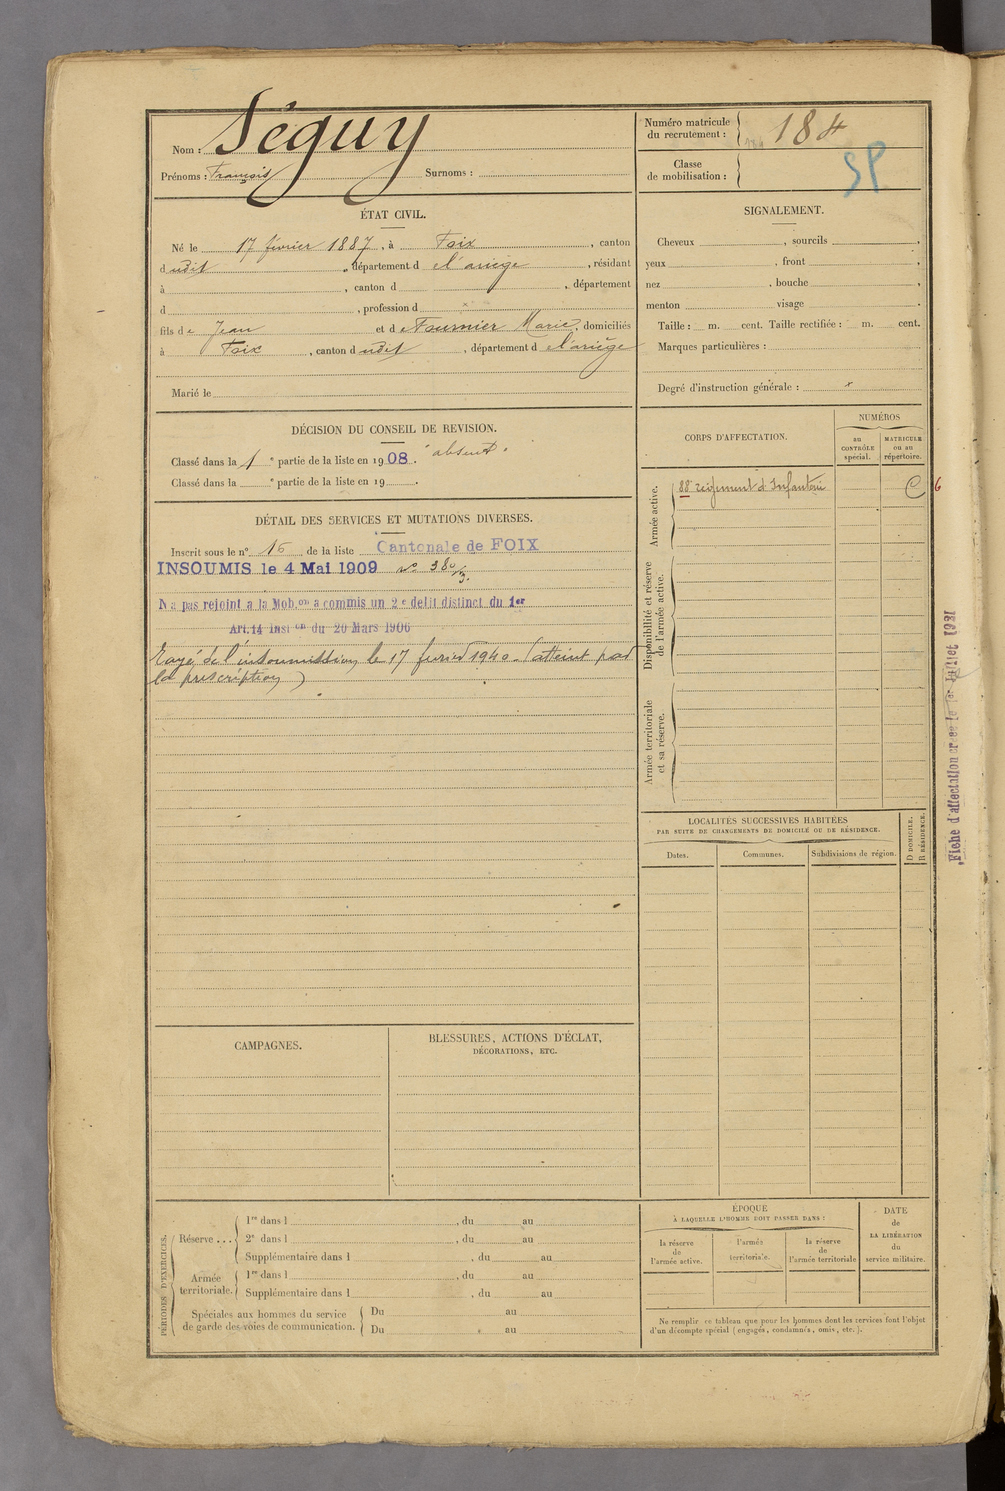 Nom : Séguy
Prénoms : François Surnoms :
Numéro matricule du recrutement : 184
Classe de mobilisation :
SP
ÉTAT CIVIL.
Né le 17 février 1887, à Foix, canton
dudit, département de l'ariège, résidant
à , canton d , département
d , profession d
fils de Jean et de Fournier Marie, domiciliés
à Foix, canton dudit, département de l'ariège
Marié le
SIGNALEMENT.
Cheveux , sourcils ,
yeux , front ,
nez , bouche ,
menton visage
Taille : m. cent. Taille rectifiée : m. cent.
Marques particulières :
Degré d'instruction générale :
DÉCISION DU CONSEIL DE REVISION.
Classé dans la 1e partie de la liste en 1908. "absent"
Classé dans la e partie de la liste en 19 .
DÉTAIL DES SERVICES ET MUTATIONS DIVERSES.
Inscrit sous le n° 16 de la liste Cantonale de FOIX
INSOUMIS le 4 Mai 1909
N'a pas rejoint a la Mob.on a commis un 2e delit distinct du 1er
Art.14 Inst on du 20 Mars 1906
Rayé de l'insoumission le 17 fevrier 1940 (atteint par
la prescription)
CORPS D'AFFECTATION.
NUMÉROS
au CONTRÔLE spécial.
MATRICULE ou au répertoire.
Armée active.
88e régiment d'Infanterie C 6
Disponibilité et réserve de l'armée active.
Armée territoriale et sa réserve.
Fiche d'affectation créée le 1er Juillet 1931
LOCALITÉS SUCCESSIVES HABITÉES
PAR SUITE DE CHANGEMENTS DE DOMICILE OU DE RÉSIDENCE.
Dates. Communes. Subdivisions de région. D DOMICILE. R RÉSIDENCE.
CAMPAGNES.
BLESSURES, ACTIONS D'ÉCLAT,
DÉCORATIONS, ETC.
PÉRIODES D'EXERCICES.
Réserve ...
1re dans l , du au
2e dans l , du au
Supplémentaire dans l , du au
Armée territoriale.
1re dans l , du au
Supplémentaire dans l , du au
Spéciales aux hommes du service
de garde des voies de communication.
Du au
Du au
ÉPOQUE
À LAQUELLE L'HOMME DOIT PASSER DANS :
la réserve de l'armée active.
l'armée territoriale.
la réserve de l'armée territoriale
DATE de LA LIBÉRATION du service militaire.
No remplir ce tableau que pour les hommes dont les services font l'objet
d'un décompte spécial (engagés, condamnés, omis, etc.).